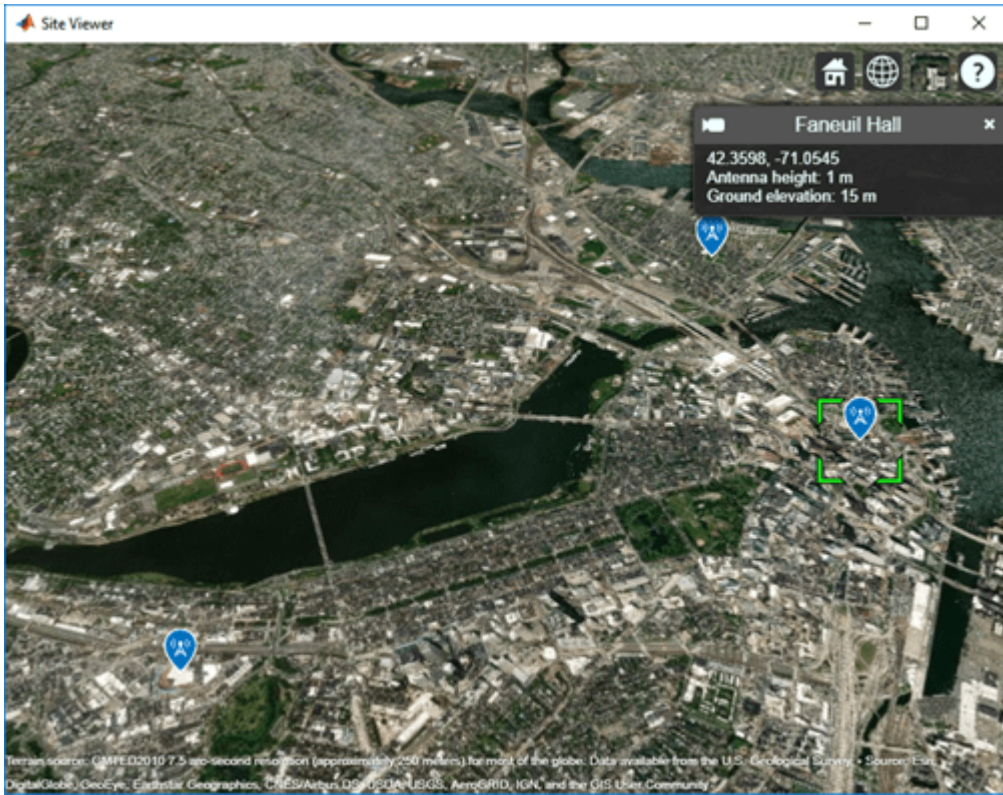 Site Viewer
Faneuil Hall
42.3598, -71.0545
Antenna height: 1 m
Ground elevation: 15 m
Terrain source: GMTED2010 7.5 arc-second resolution (approximately 250 meters) for most of the globe. Data available from the U.S. Geological Survey. • Source: Esri,
DigitalGlobe, GeoEye, Earthstar Geographics, CNES/Airbus DS, USDA, USGS, AeroGRID, IGN, and the GIS User Community